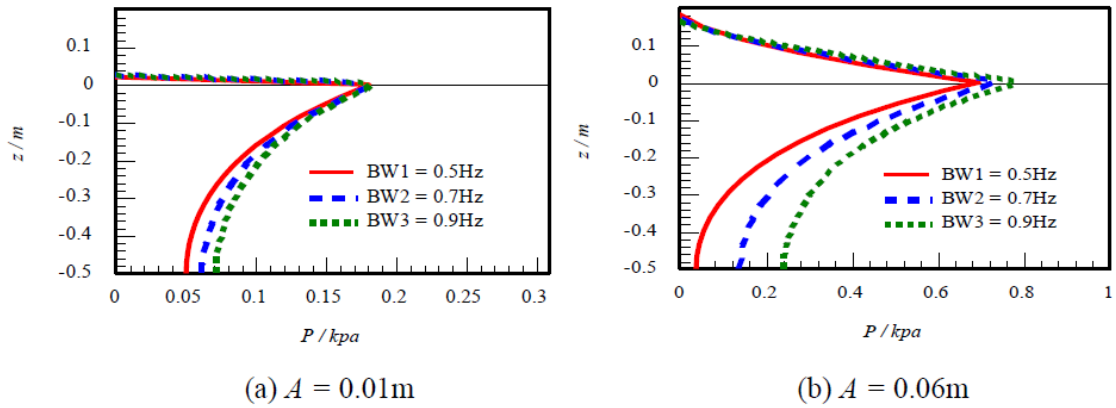 0.1
0
-0.1
-0.2
-0.3
-0.4
-0.5
z / m
BW1 = 0.5Hz
BW2 = 0.7Hz
BW3 = 0.9Hz
0 0.05 0.1 0.15 0.2 0.25 0.3
P / kpa
(a) A = 0.01m
0.1
0
-0.1
-0.2
-0.3
-0.4
-0.5
z / m
BW1 = 0.5Hz
BW2 = 0.7Hz
BW3 = 0.9Hz
0 0.2 0.4 0.6 0.8 1
P / kpa
(b) A = 0.06m